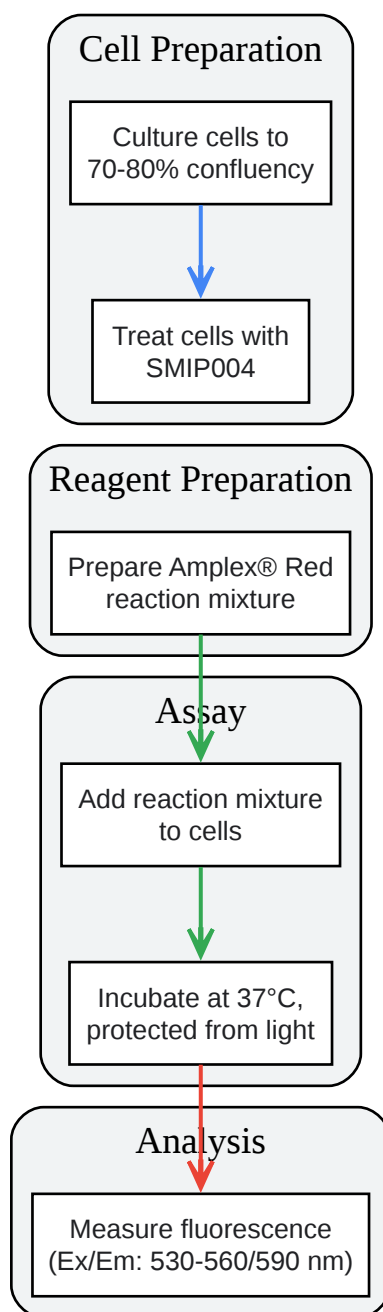 Cell Preparation
Culture cells to
70-80% confluency
Treat cells with
SMIP004
Reagent Preparation
Prepare Amplex® Red
reaction mixture
Assay
Add reaction mixture
to cells
Incubate at 37°C,
protected from light
Analysis
Measure fluorescence
(Ex/Em: 530-560/590 nm)